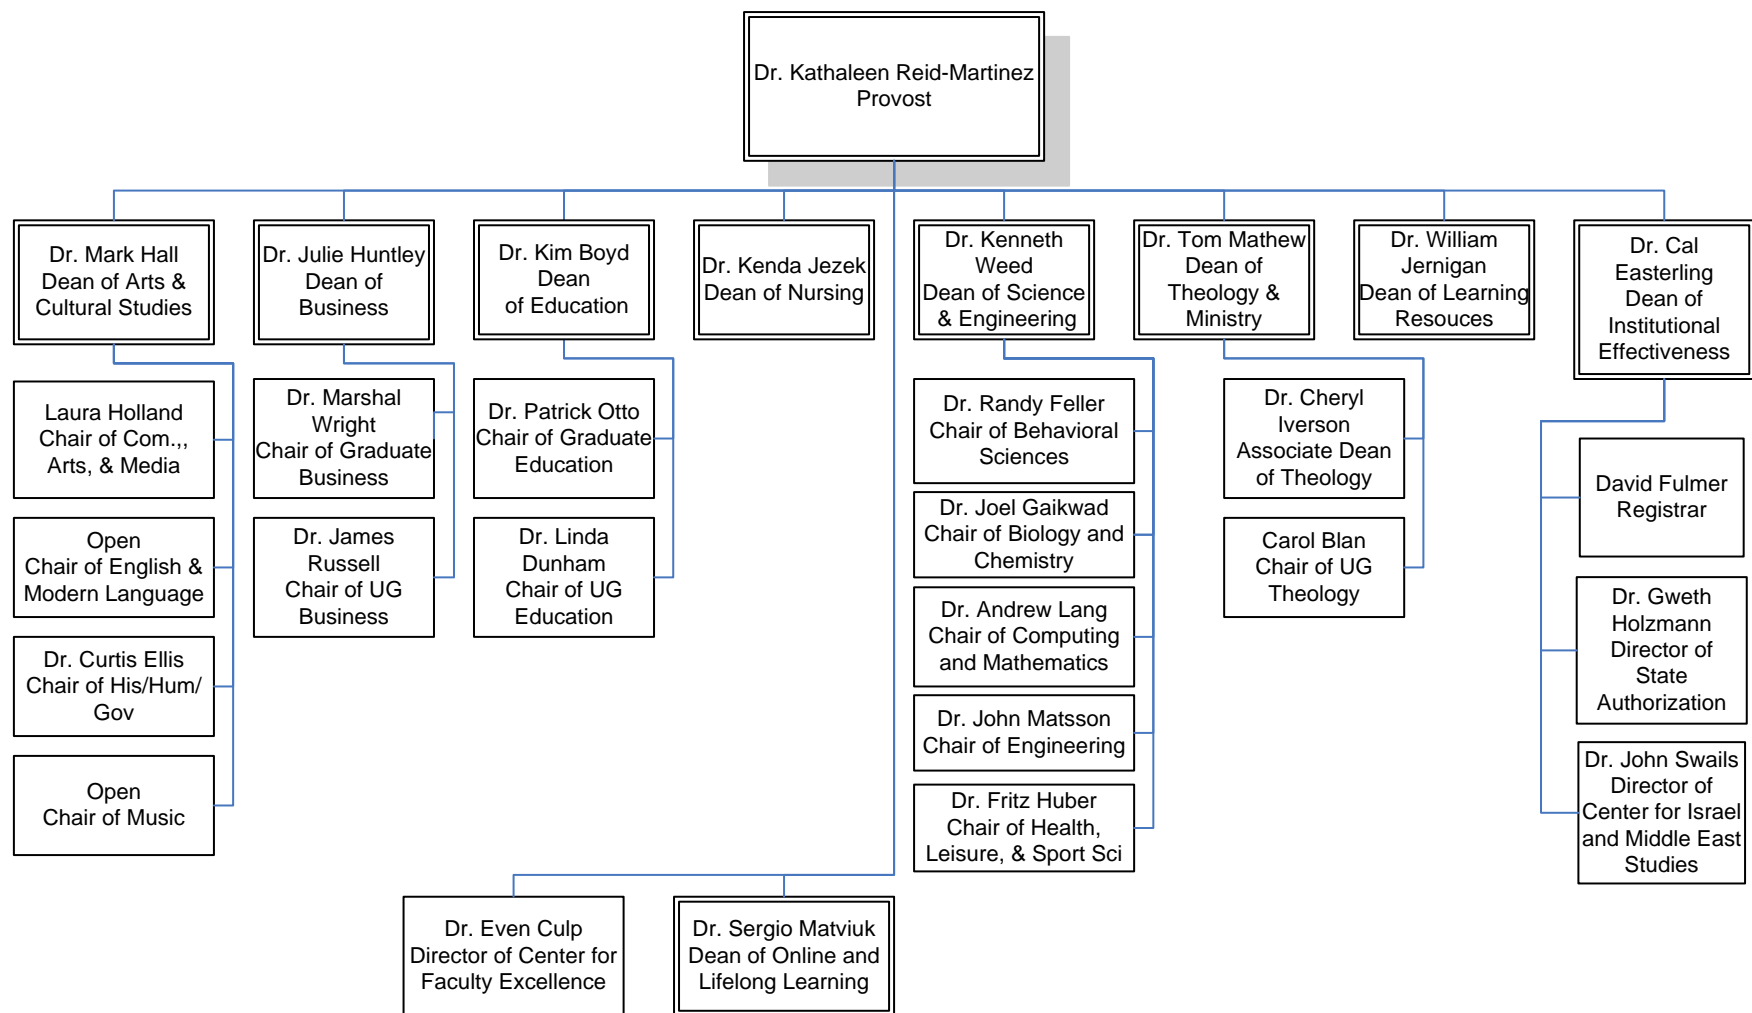 Dr. Kathaleen Reid-Martinez
Provost
Dr. Mark Hall
Dean of Arts &
Cultural Studies
Dr. Julie Huntley
Dean of
Business
Dr. Kim Boyd
Dean
of Education
Dr. Kenda Jezek
Dean of Nursing
Dr. Kenneth
Weed
Dean of Science
& Engineering
Dr. Tom Mathew
Dean of
Theology &
Ministry
Dr. William
Jernigan
Dean of Learning
Resouces
Dr. Cal
Easterling
Dean of
Institutional
Effectiveness
Laura Holland
Chair of Com.,,
Arts, & Media
Open
Chair of English &
Modern Language
Dr. Curtis Ellis
Chair of His/Hum/
Gov
Open
Chair of Music
Dr. Marshal
Wright
Chair of Graduate
Business
Dr. James
Russell
Chair of UG
Business
Dr. Patrick Otto
Chair of Graduate
Education
Dr. Linda
Dunham
Chair of UG
Education
Dr. Randy Feller
Chair of Behavioral
Sciences
Dr. Joel Gaikwad
Chair of Biology and
Chemistry
Dr. Andrew Lang
Chair of Computing
and Mathematics
Dr. John Matsson
Chair of Engineering
Dr. Fritz Huber
Chair of Health,
Leisure, & Sport Sci
Dr. Cheryl
Iverson
Associate Dean
of Theology
Carol Blan
Chair of UG
Theology
David Fulmer
Registrar
Dr. Gweth
Holzmann
Director of
State
Authorization
Dr. John Swails
Director of
Center for Israel
and Middle East
Studies
Dr. Even Culp
Director of Center for
Faculty Excellence
Dr. Sergio Matviuk
Dean of Online and
Lifelong Learning